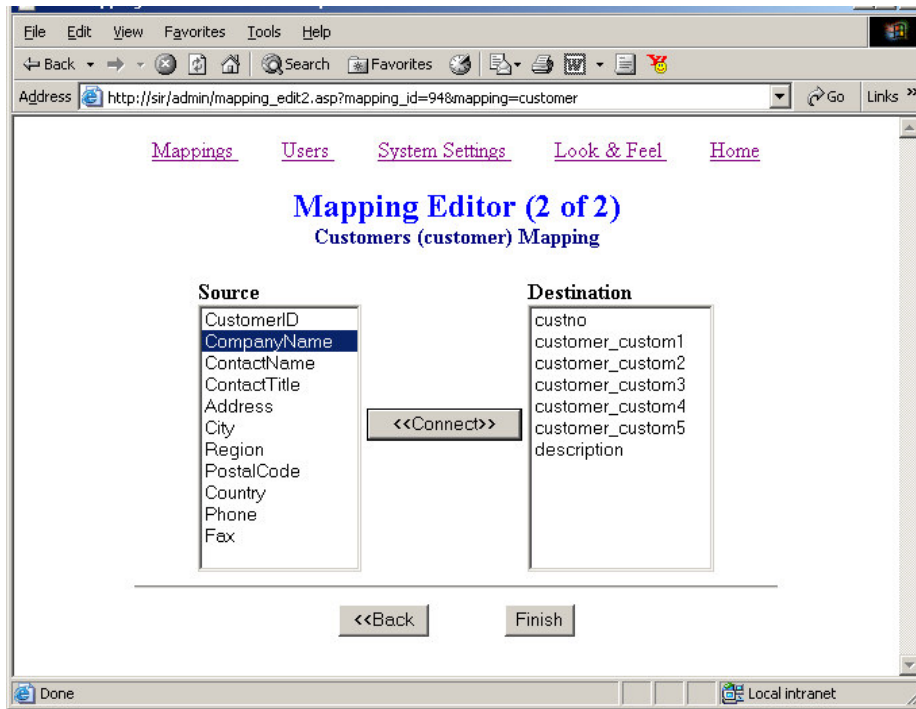 File Edit View Favorites Tools Help
Back Search Favorites
Address http://sir/admin/mapping_edit2.asp?mapping_id=94&mapping=customer Go Links »
Mappings Users System Settings Look & Feel Home
Mapping Editor (2 of 2)
Customers (customer) Mapping
Source Destination
CustomerID custno
CompanyName customer_custom1
ContactName customer_custom2
ContactTitle customer_custom3
Address customer_custom4
<<Connect>>
City customer_custom5
Region description
PostalCode
Country
Phone
Fax
<<Back Finish
Done Local intranet